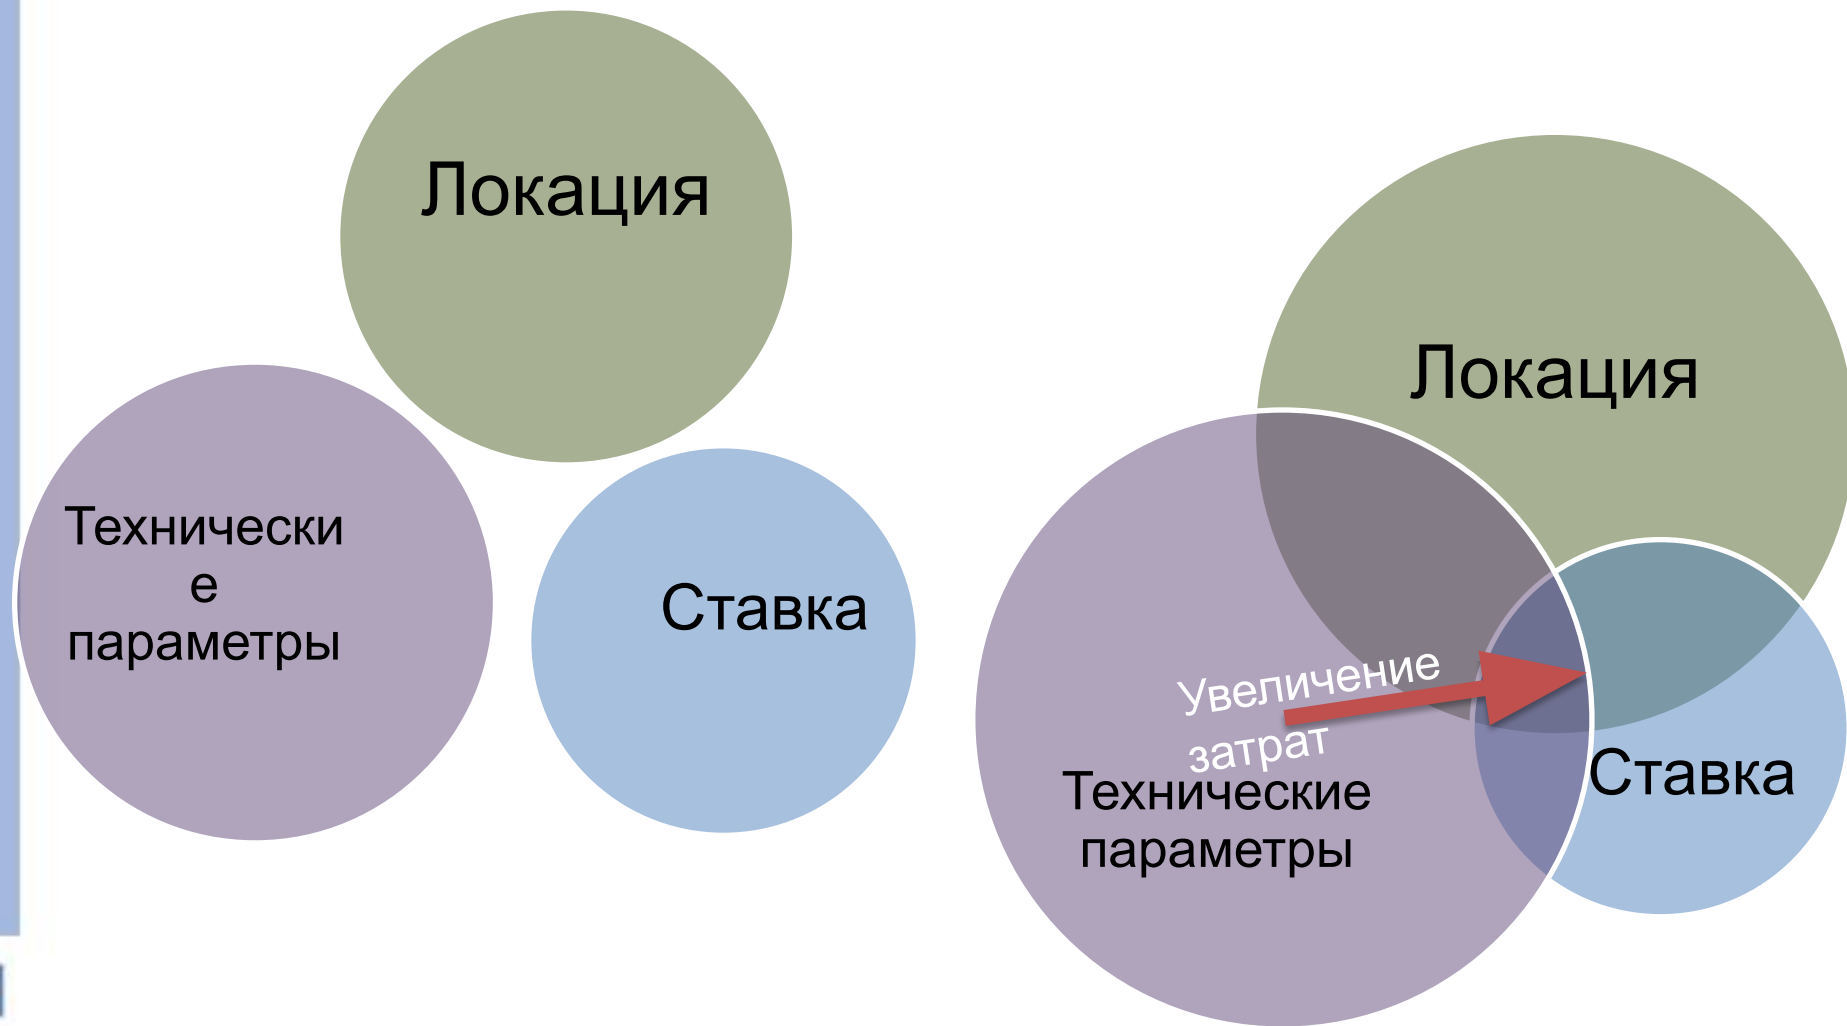 Локация
Технически
е
параметры
Ставка
Локация
Увеличение
затрат
Технические
параметры
Ставка